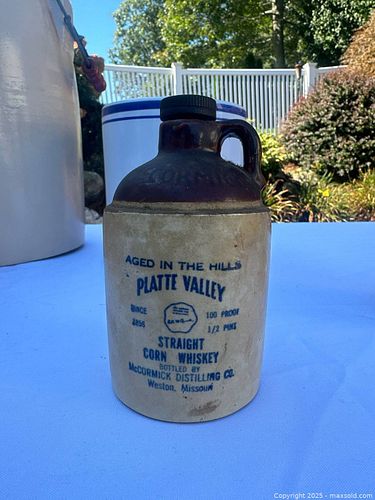 McCORMICK
AGED IN THE HILLS
PLATTE VALLEY
SINCE 100 PROOF
1856 1/2 PINT
STRAIGHT
CORN WHISKEY
BOTTLED BY
McCORMICK DISTILLING CO.
Weston, Missouri
Copyright 2025 - maxsold.com